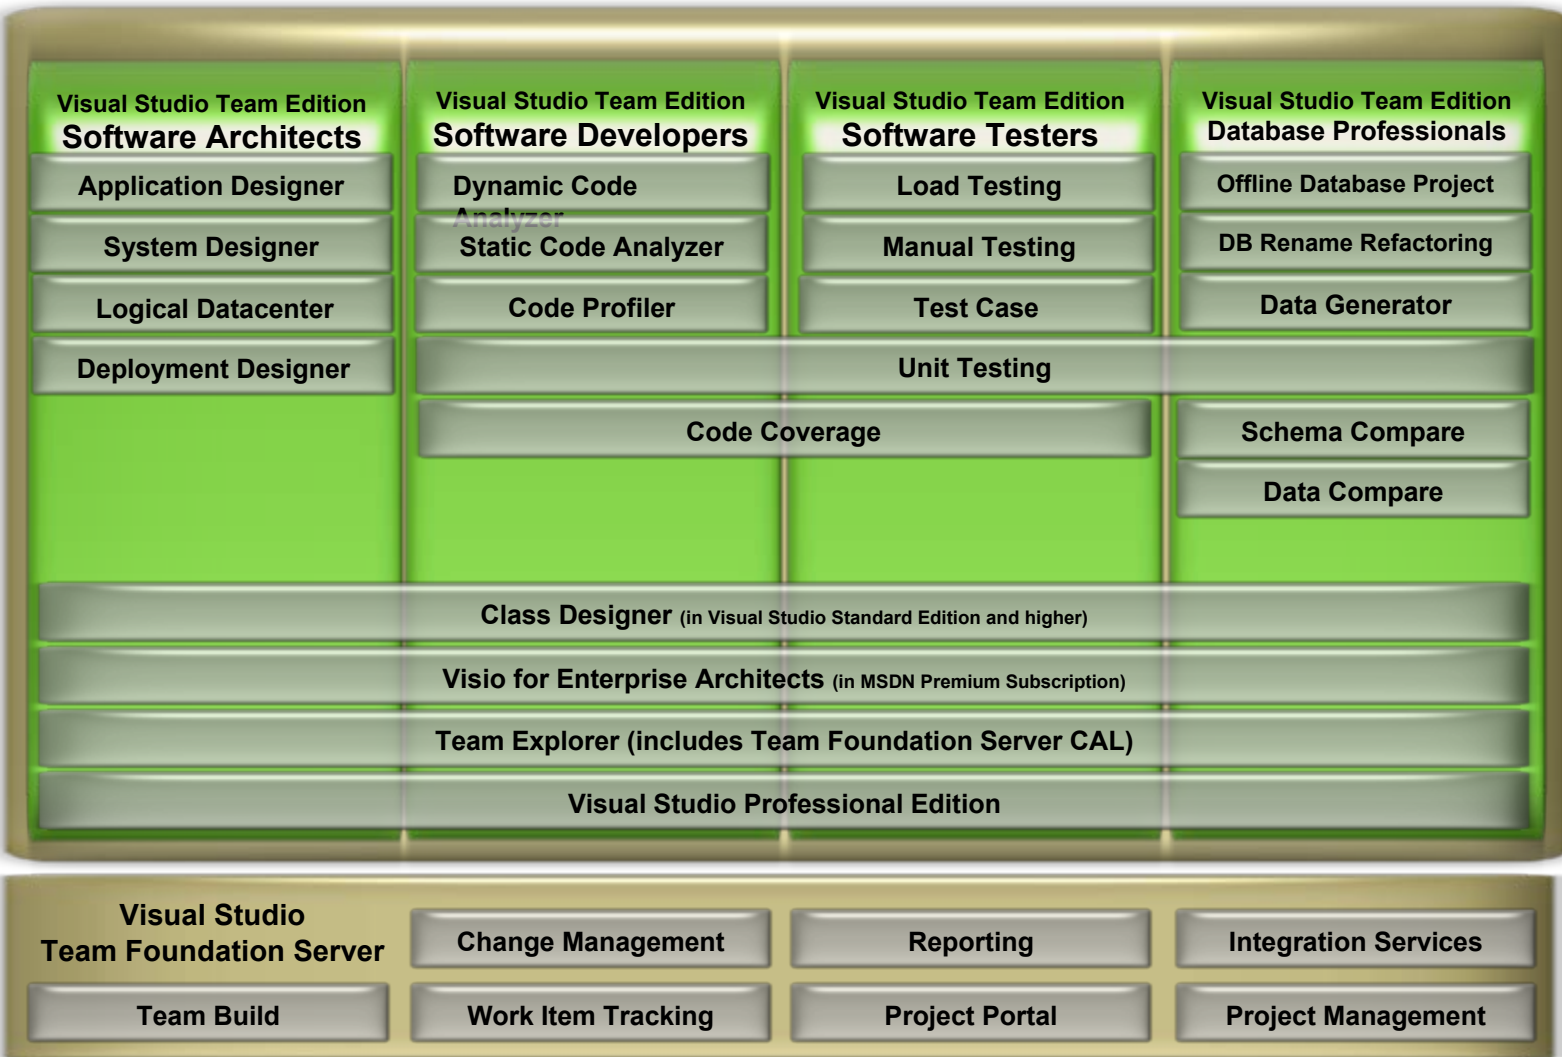 Visual Studio Team Edition
Software Architects
Visual Studio Team Edition
Software Developers
Visual Studio Team Edition
Software Testers
Visual Studio Team Edition
Database Professionals
Application Designer
Dynamic Code
Analyzer
Load Testing
Offline Database Project
System Designer
Static Code Analyzer
Manual Testing
DB Rename Refactoring
Logical Datacenter
Code Profiler
Test Case
Data Generator
Deployment Designer
Unit Testing
Code Coverage
Schema Compare
Data Compare
Class Designer (in Visual Studio Standard Edition and higher)
Visio for Enterprise Architects (in MSDN Premium Subscription)
Team Explorer (includes Team Foundation Server CAL)
Visual Studio Professional Edition
Visual Studio
Team Foundation Server
Change Management
Reporting
Integration Services
Team Build
Work Item Tracking
Project Portal
Project Management